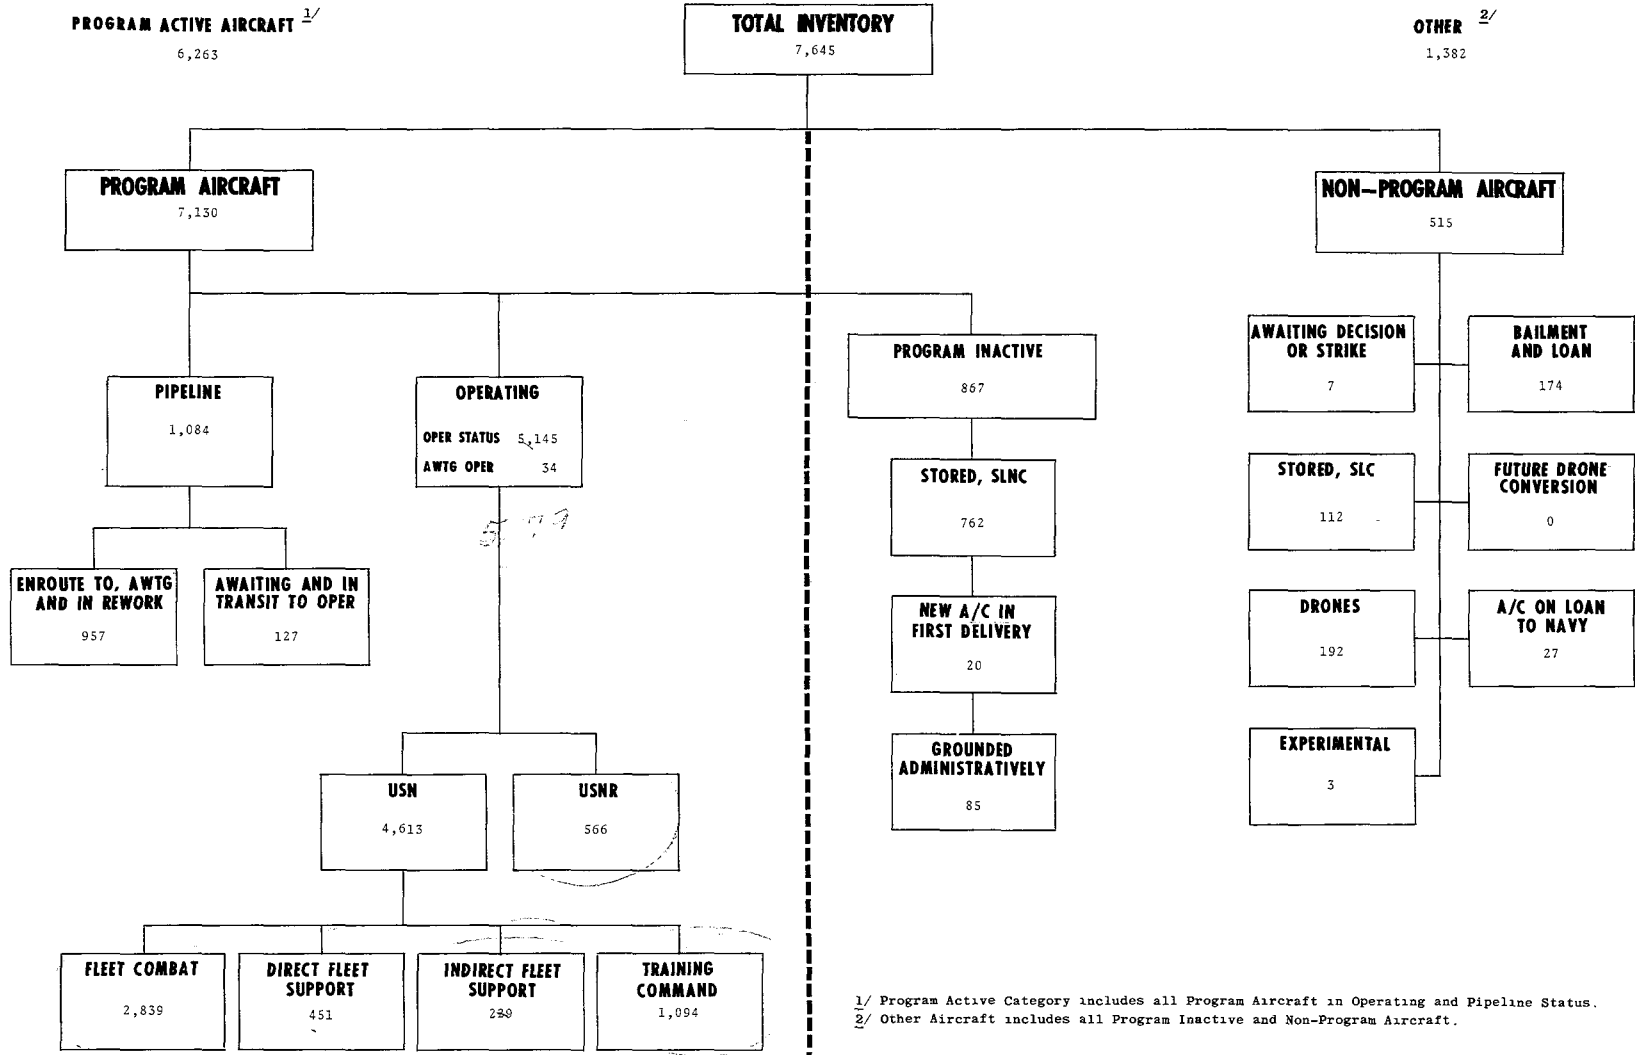 PROGRAM ACTIVE AIRCRAFT 1/
6,263
TOTAL INVENTORY
7,645
OTHER 2/
1,382
PROGRAM AIRCRAFT
7,130
NON-PROGRAM AIRCRAFT
515
PIPELINE
1,084
OPERATING
OPER STATUS 5,145
AWTG OPER 34
PROGRAM INACTIVE
867
AWAITING DECISION
OR STRIKE
7
BAILMENT
AND LOAN
174
STORED, SLNC
762
STORED, SLC
112
FUTURE DRONE
CONVERSION
0
ENROUTE TO, AWTG
AND IN REWORK
957
AWAITING AND IN
TRANSIT TO OPER
127
NEW A/C IN
FIRST DELIVERY
20
DRONES
192
A/C ON LOAN
TO NAVY
27
GROUNDED
ADMINISTRATIVELY
85
EXPERIMENTAL
3
USN
4,613
USNR
566
FLEET COMBAT
2,839
DIRECT FLEET
SUPPORT
451
INDIRECT FLEET
SUPPORT
229
TRAINING
COMMAND
1,094
1/ Program Active Category includes all Program Aircraft in Operating and Pipeline Status.
2/ Other Aircraft includes all Program Inactive and Non-Program Aircraft.